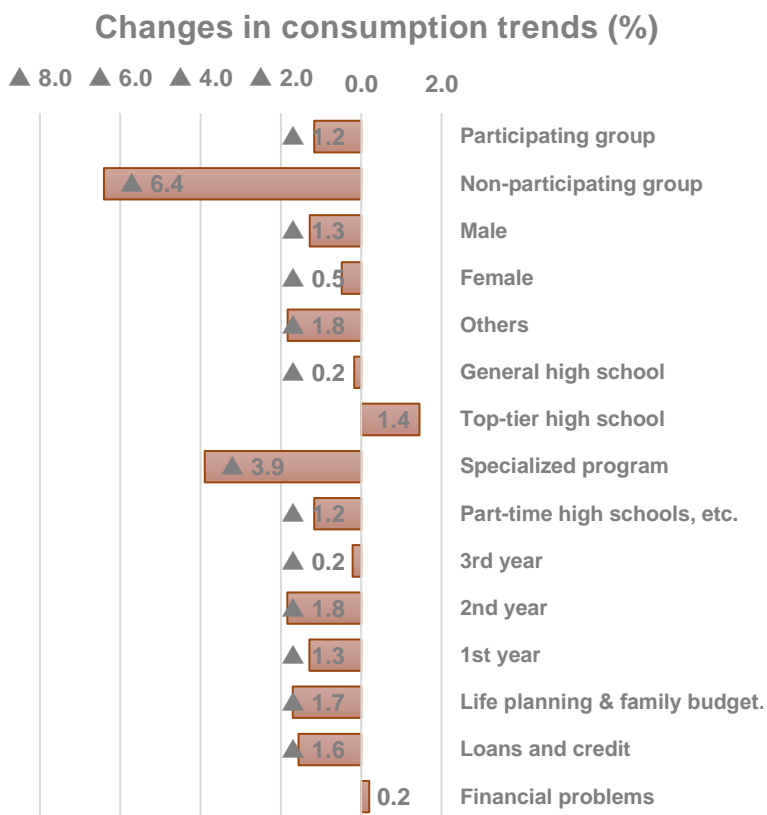 Changes in consumption trends (%)
▲ 8.0 ▲ 6.0 ▲ 4.0 ▲ 2.0 0.0 2.0
▲ 1.2 Participating group
▲ 6.4 Non-participating group
▲ 1.3 Male
▲ 0.5 Female
▲ 1.8 Others
▲ 0.2 General high school
1.4 Top-tier high school
▲ 3.9 Specialized program
▲ 1.2 Part-time high schools, etc.
▲ 0.2 3rd year
▲ 1.8 2nd year
▲ 1.3 1st year
▲ 1.7 Life planning & family budget.
▲ 1.6 Loans and credit
0.2 Financial problems